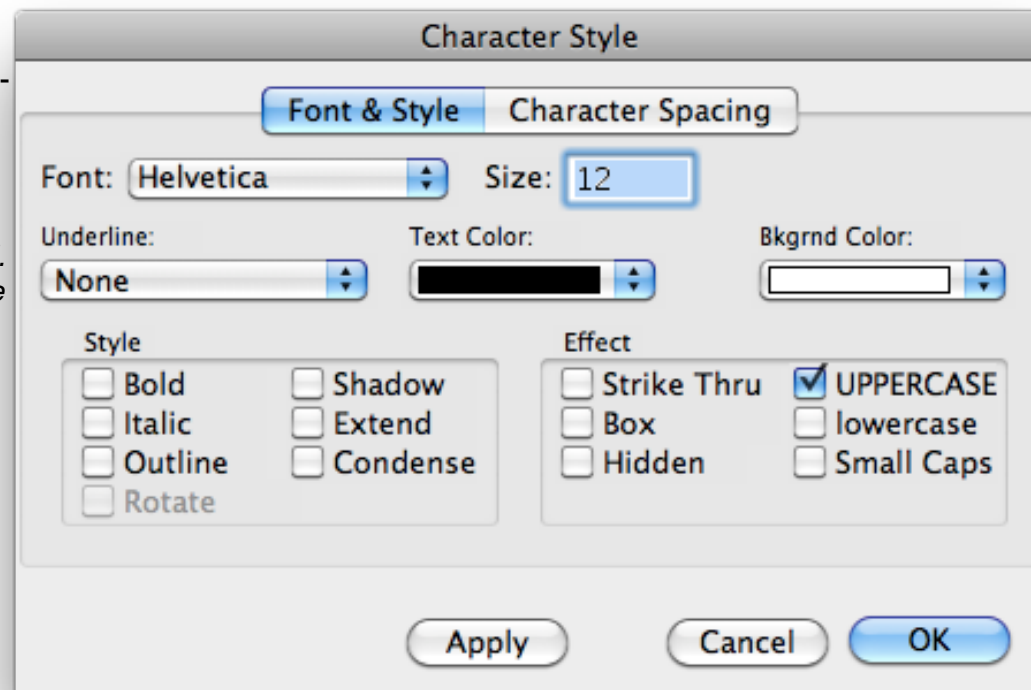 Character Style
-
Font & Style Character Spacing
Font: Helvetica Size: 12
Underline: Text Color: Bkgrnd Color:
.
e
None
Style Effect
Bold Shadow Strike Thru UPPERCASE
Italic Extend Box lowercase
Outline Condense Hidden Small Caps
Rotate
Apply Cancel OK